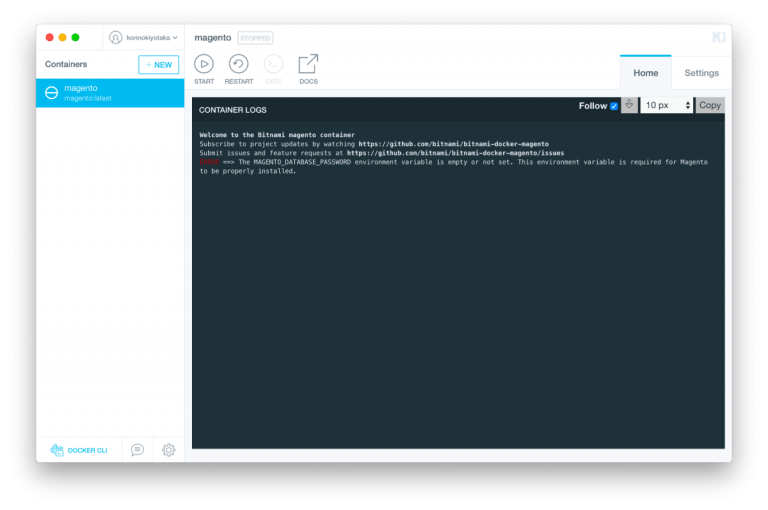 konnokiyotaka
magento STOPPED
Containers
+ NEW
START
RESTART
EXEC
DOCS
Home
Settings
magento
magento:latest
CONTAINER LOGS
Follow
10 px
Copy
Welcome to the Bitnami magento container
Subscribe to project updates by watching https://github.com/bitnami/bitnami-docker-magento
Submit issues and feature requests at https://github.com/bitnami/bitnami-docker-magento/issues
ERROR ==> The MAGENTO_DATABASE_PASSWORD environment variable is empty or not set. This environment variable is required for Magento
to be properly installed.
DOCKER CLI